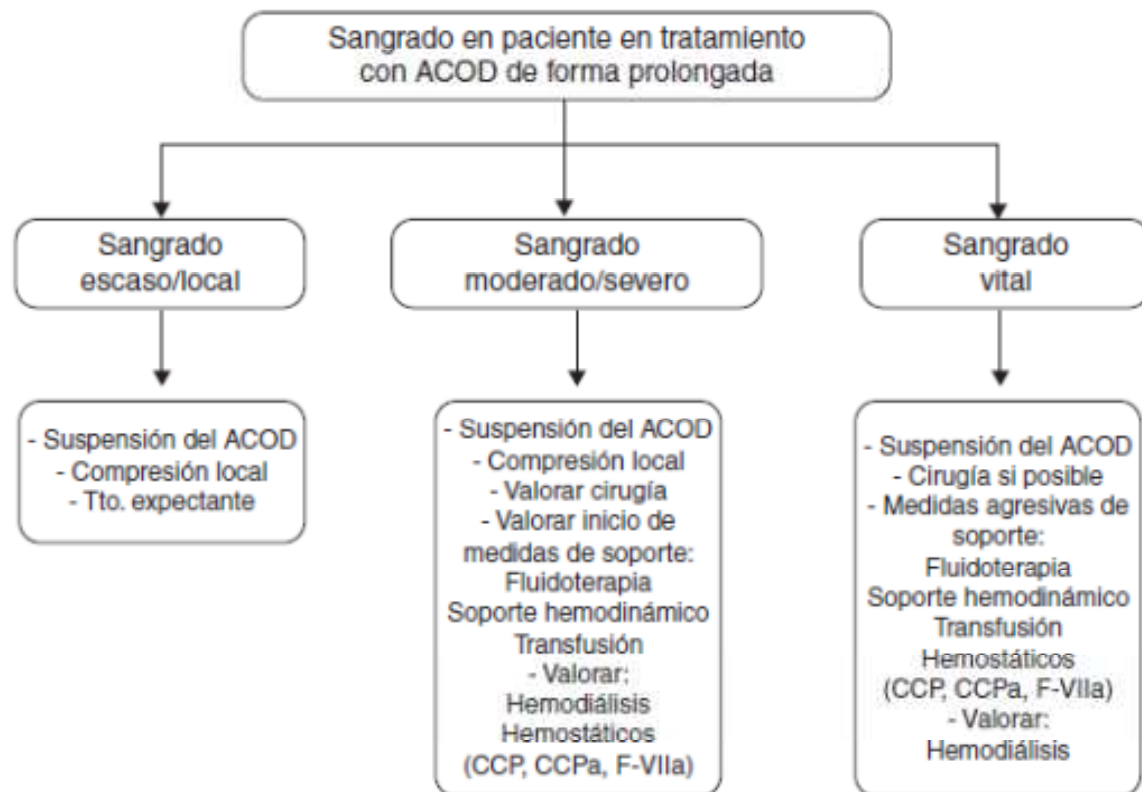 Sangrado en paciente en tratamiento
con ACOD de forma prolongada
Sangrado
escaso/local
Sangrado
moderado/severo
Sangrado
vital
- Suspensión del ACOD
- Compresión local
- Tto. expectante
- Suspensión del ACOD
- Compresión local
- Valorar cirugía
- Valorar inicio de
medidas de soporte:
Fluidoterapia
Soporte hemodinámico
Transfusión
- Valorar:
Hemodiálisis
Hemostáticos
(CCP, CCPa, F-VIIa)
- Suspensión del ACOD
- Cirugía si posible
- Medidas agresivas de
soporte:
Fluidoterapia
Soporte hemodinámico
Transfusión
Hemostáticos
(CCP, CCPa, F-VIIa)
- Valorar:
Hemodiálisis